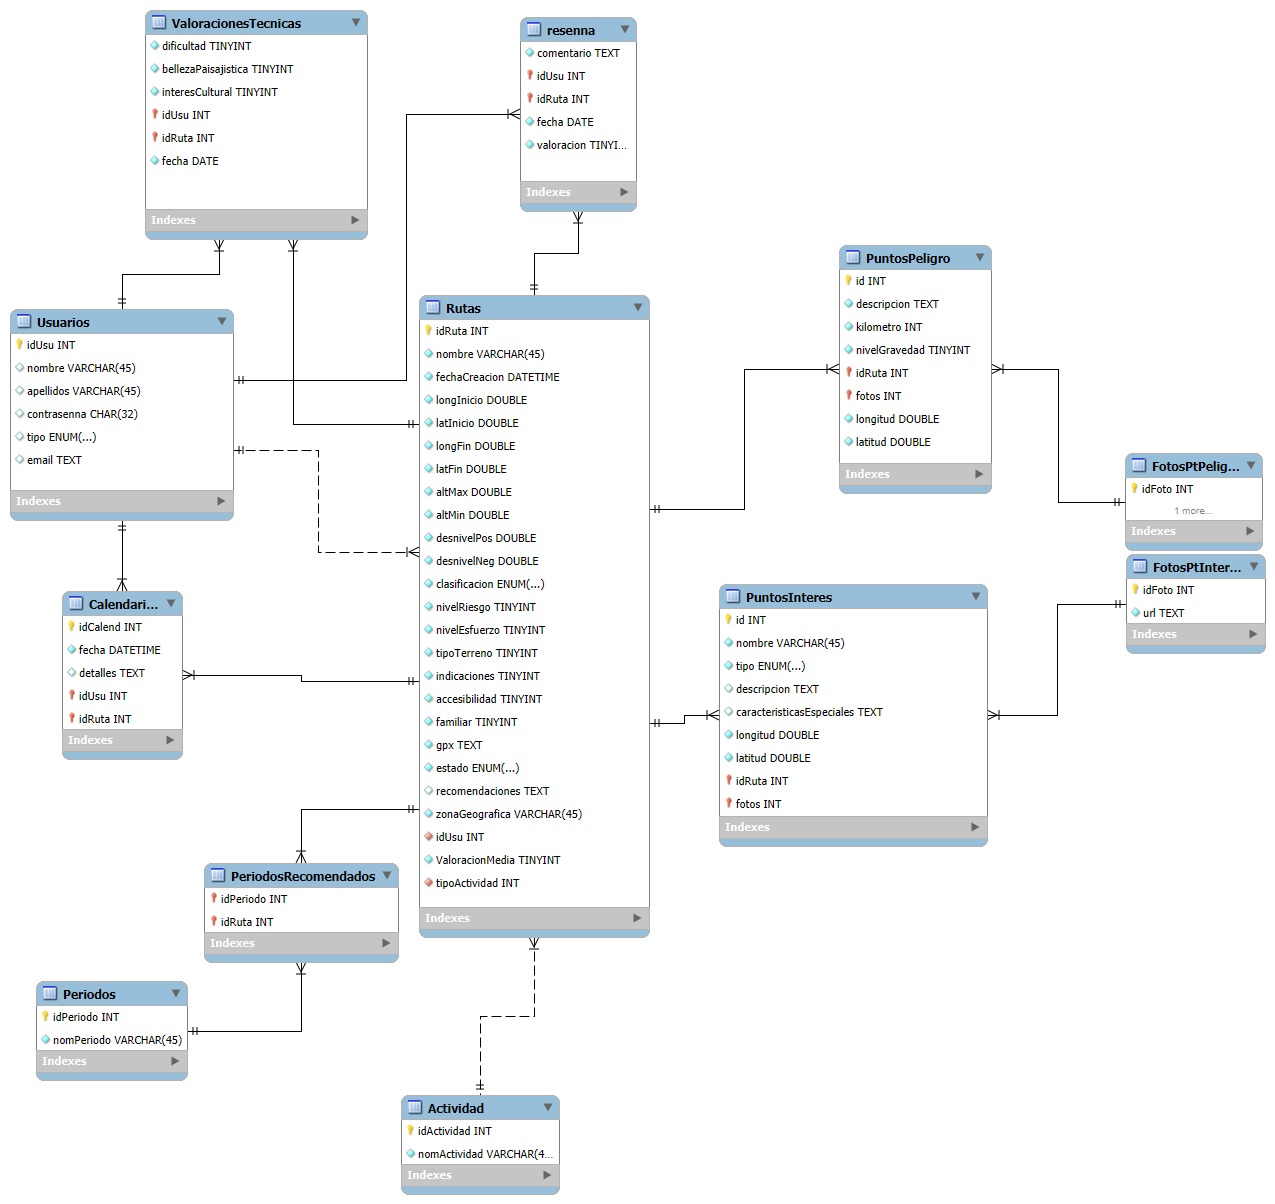 ValoracionesTecnicas
dificultad TINYINT
bellezaPaisajistica TINYINT
interesCultural TINYINT
idUsu INT
idRuta INT
fecha DATE
Indexes
resenna
comentario TEXT
idUsu INT
idRuta INT
fecha DATE
valoracion TINYI...
Indexes
Usuarios
idUsu INT
nombre VARCHAR(45)
apellidos VARCHAR(45)
contrasenna CHAR(32)
tipo ENUM(...)
email TEXT
Indexes
Rutas
idRuta INT
nombre VARCHAR(45)
fechaCreacion DATETIME
longInicio DOUBLE
latInicio DOUBLE
longFin DOUBLE
latFin DOUBLE
altMax DOUBLE
altMin DOUBLE
desnivelPos DOUBLE
desnivelNeg DOUBLE
clasificacion ENUM(...)
nivelRiesgo TINYINT
nivelEsfuerzo TINYINT
tipoTerreno TINYINT
indicaciones TINYINT
accesibilidad TINYINT
familiar TINYINT
gpx TEXT
estado ENUM(...)
recomendaciones TEXT
zonaGeografica VARCHAR(45)
idUsu INT
ValoracionMedia TINYINT
tipoActividad INT
Indexes
PuntosPeligro
id INT
descripcion TEXT
kilometro INT
nivelGravedad TINYINT
idRuta INT
fotos INT
longitud DOUBLE
latitud DOUBLE
Indexes
FotosPtPelig...
idFoto INT
1 more...
Indexes
FotosPtInter...
idFoto INT
url TEXT
Indexes
PuntosInteres
id INT
nombre VARCHAR(45)
tipo ENUM(...)
descripcion TEXT
caracteristicasEspeciales TEXT
longitud DOUBLE
latitud DOUBLE
idRuta INT
fotos INT
Indexes
Calendari...
idCalend INT
fecha DATETIME
detalles TEXT
idUsu INT
idRuta INT
Indexes
PeriodosRecomendados
idPeriodo INT
idRuta INT
Indexes
Periodos
idPeriodo INT
nomPeriodo VARCHAR(45)
Indexes
Actividad
idActividad INT
nomActividad VARCHAR(4...
Indexes